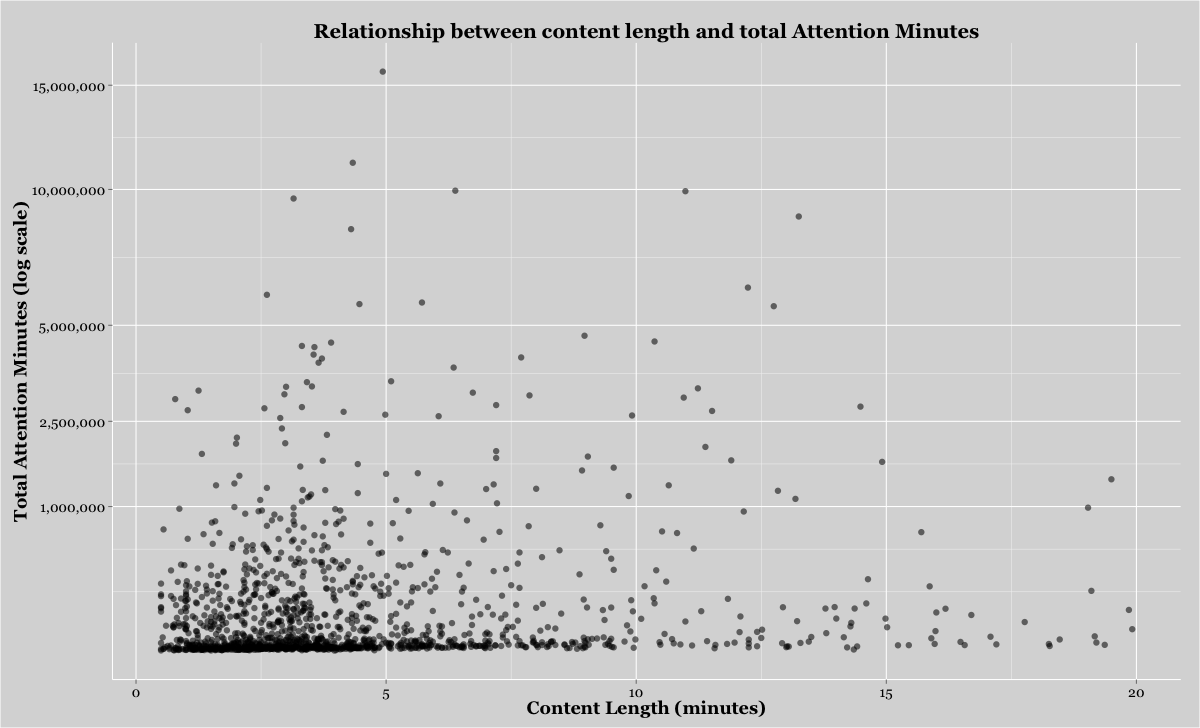 Relationship between content length and total Attention Minutes
Total Attention Minutes (log scale)
15,000,000
10,000,000
5,000,000
2,500,000
1,000,000
0 5 10 15 20
Content Length (minutes)